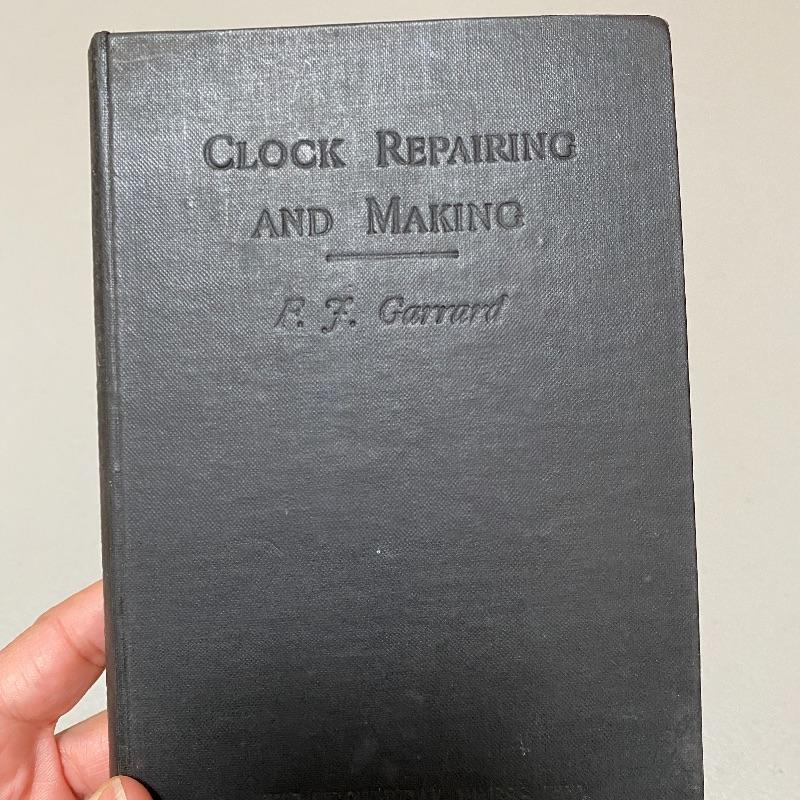 CLOCK REPAIRING
AND MAKING
F. J. Garrard